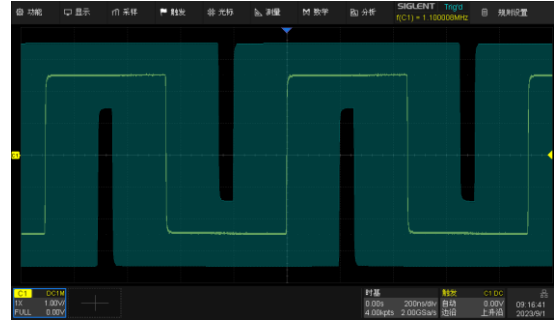 功能 显示 采样 触发 光标 测量 数学 分析 SIGLENT Trig'd
f(C1) = 1.100008MHz 规则设置
C1
C1 DC1M
1X 1.00V/
FULL 0.00V
时基
0.00s 200ns/div
4.00kpts 2.00GSa/s
触发 C1 DC
自动 0.00V
边沿 上升沿
09:16:41
2023/9/1